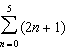 5
∑ (2n + 1)
n = 0